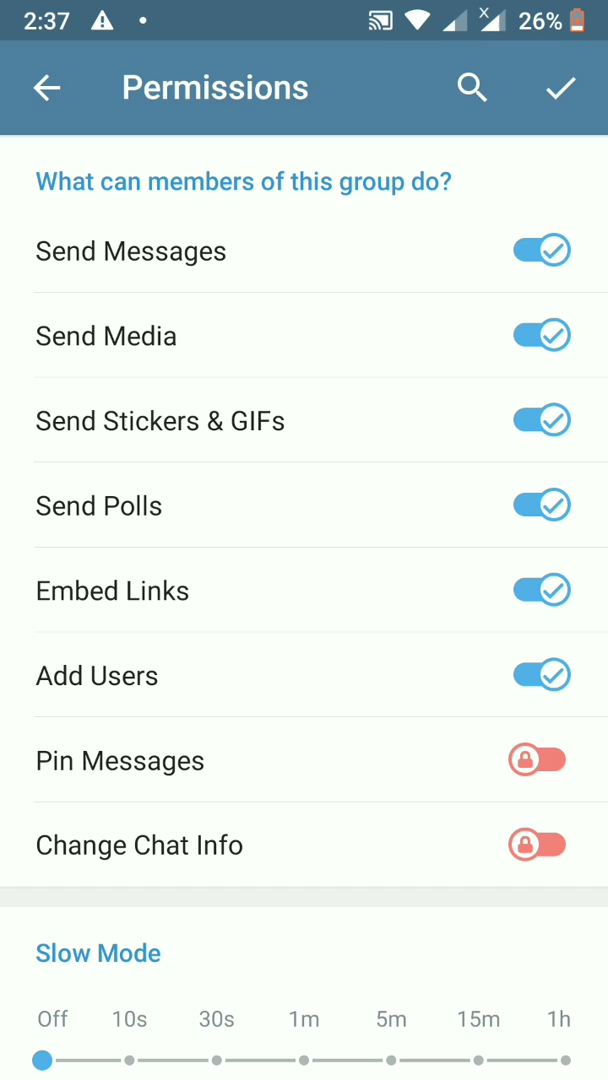 2:37 26%
Permissions
What can members of this group do?
Send Messages
Send Media
Send Stickers & GIFs
Send Polls
Embed Links
Add Users
Pin Messages
Change Chat Info
Slow Mode
Off 10s 30s 1m 5m 15m 1h